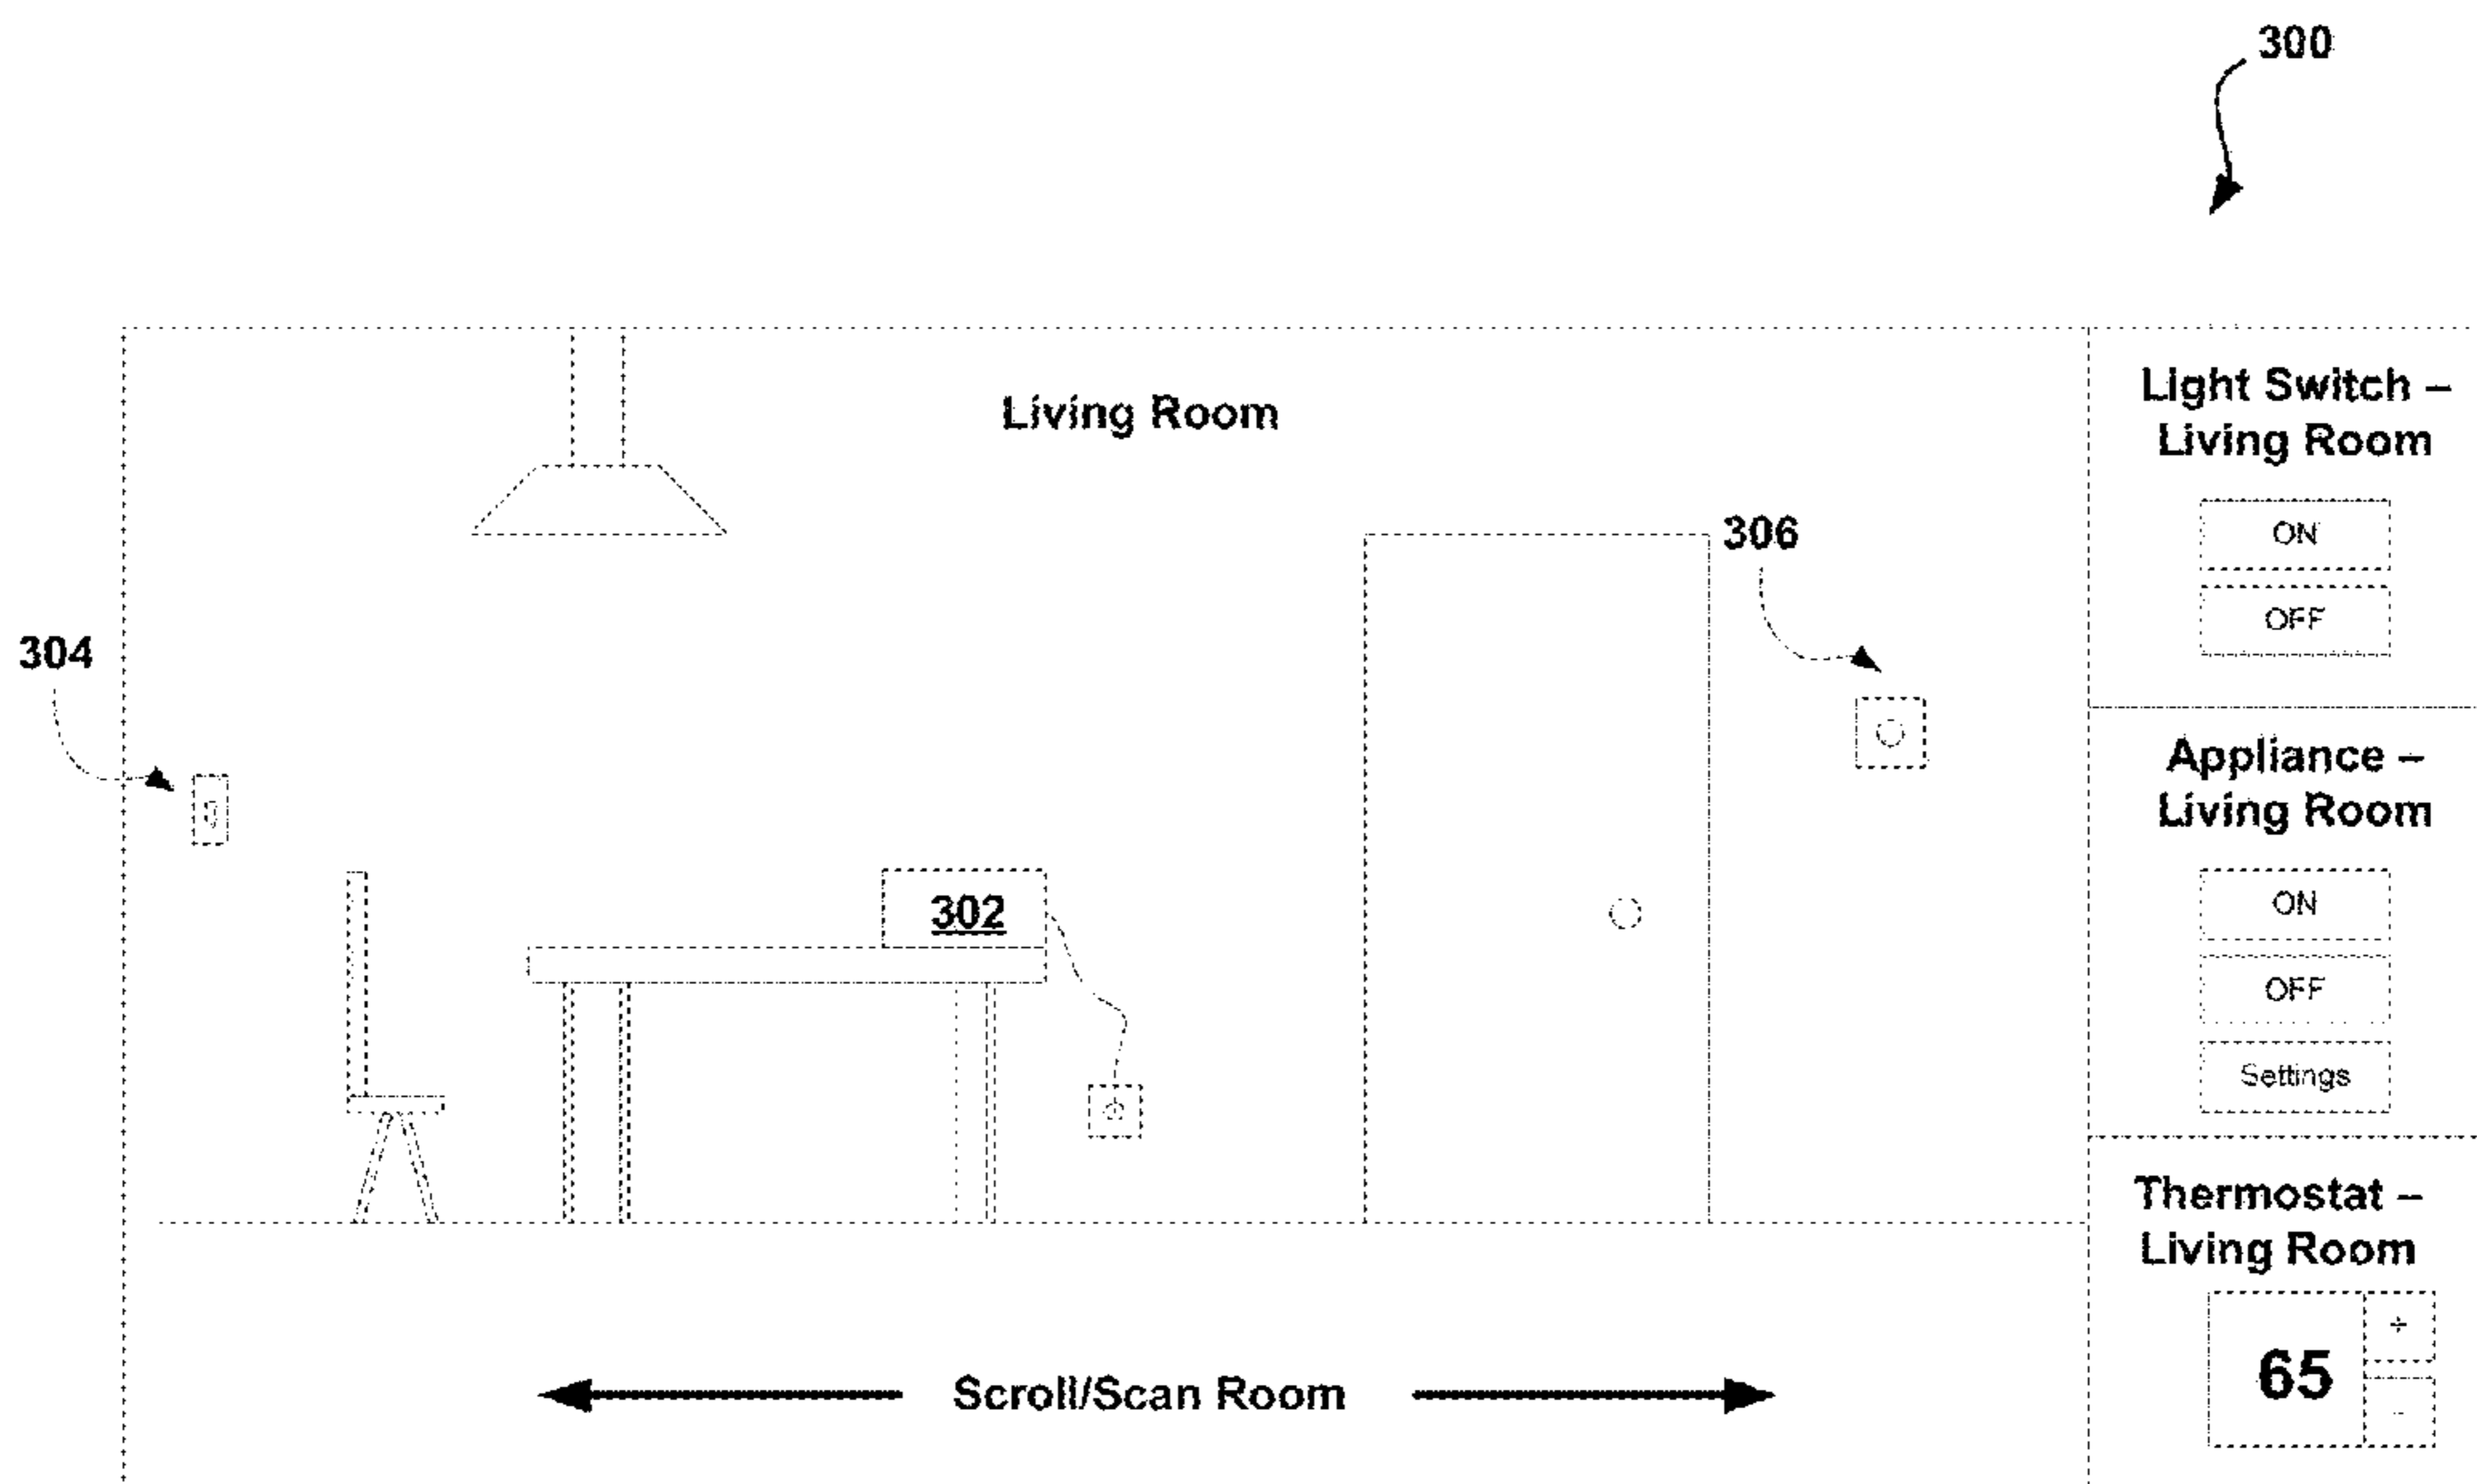 300
Living Room
Light Switch –
Living Room
ON
OFF
306
304
Appliance –
Living Room
ON
OFF
Settings
302
Thermostat –
Living Room
65
+
-
Scroll/Scan Room